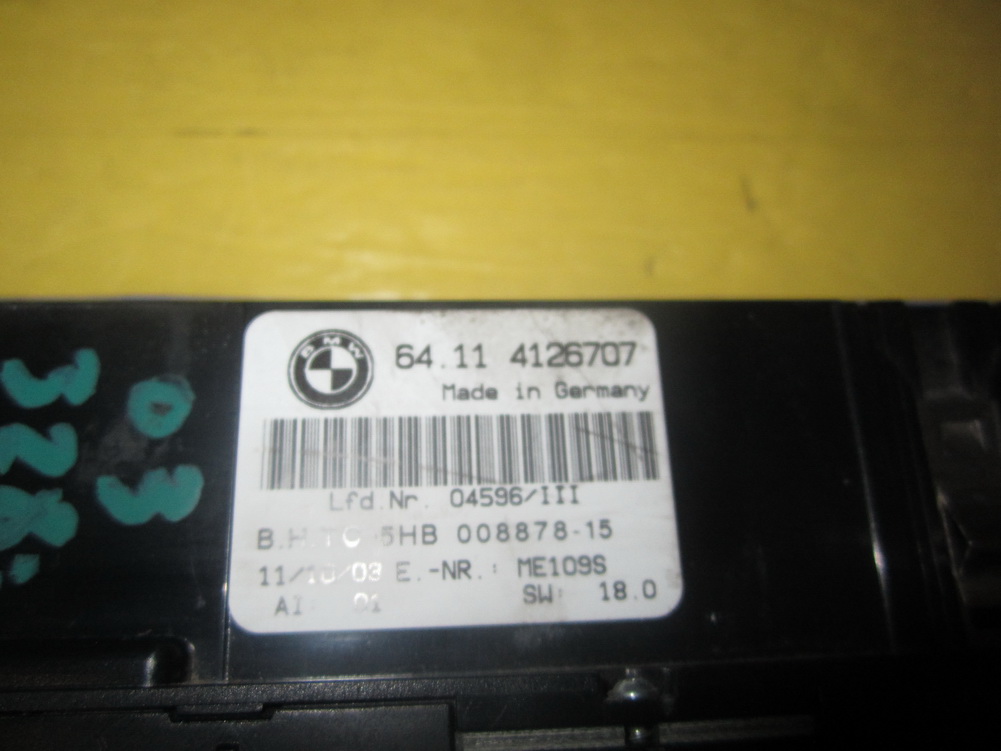 BMW
64.11 4126707
Made in Germany
Lfd.Nr. 04596/III
B.H.TC 5HB 008878-15
11/10/03 E.-NR.: ME109S
AI: 01 SW: 18.0